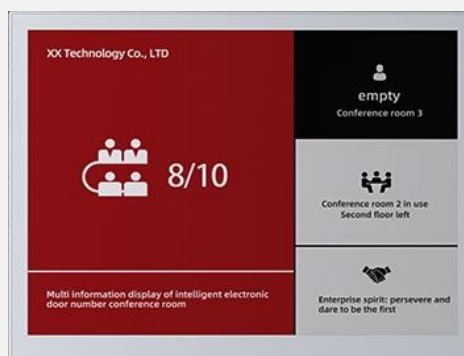 XX Technology Co., LTD
8/10
Multi information display of intelligent electronic
door number conference room
empty
Conference room 3
Conference room 2 in use
Second floor left
Enterprise spirit: persevere and
dare to be the first